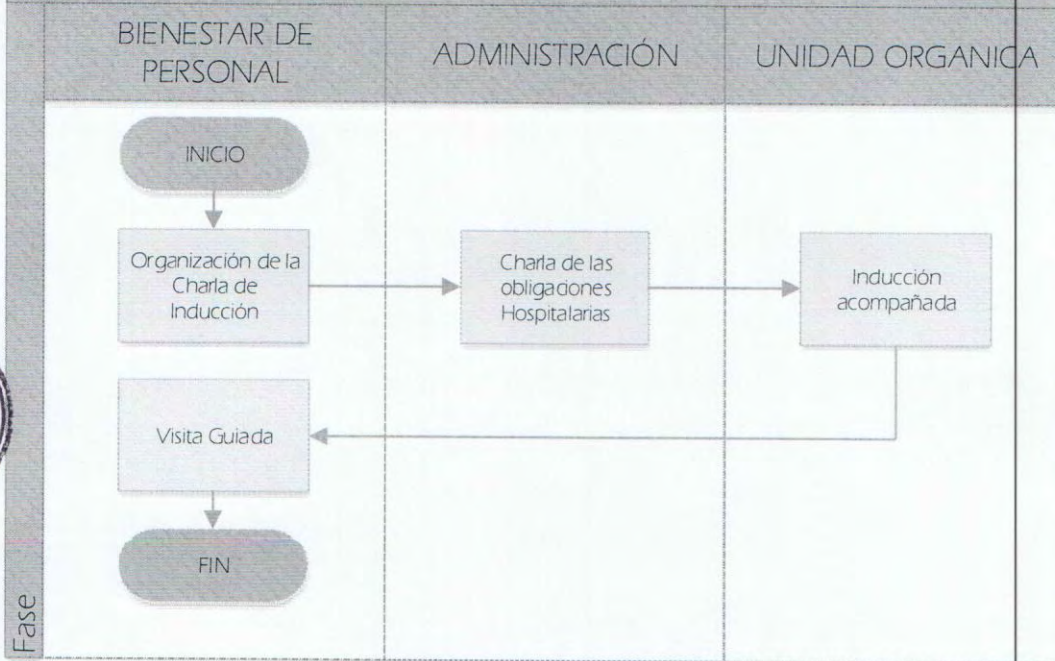 BIENESTAR DE
PERSONAL
ADMINISTRACIÓN
UNIDAD ORGANICA
INICIO
Organización de la
Charla de
Inducción
Charla de las
obligaciones
Hospitalarias
Inducción
acompañada
Visita Guiada
FIN
Fase